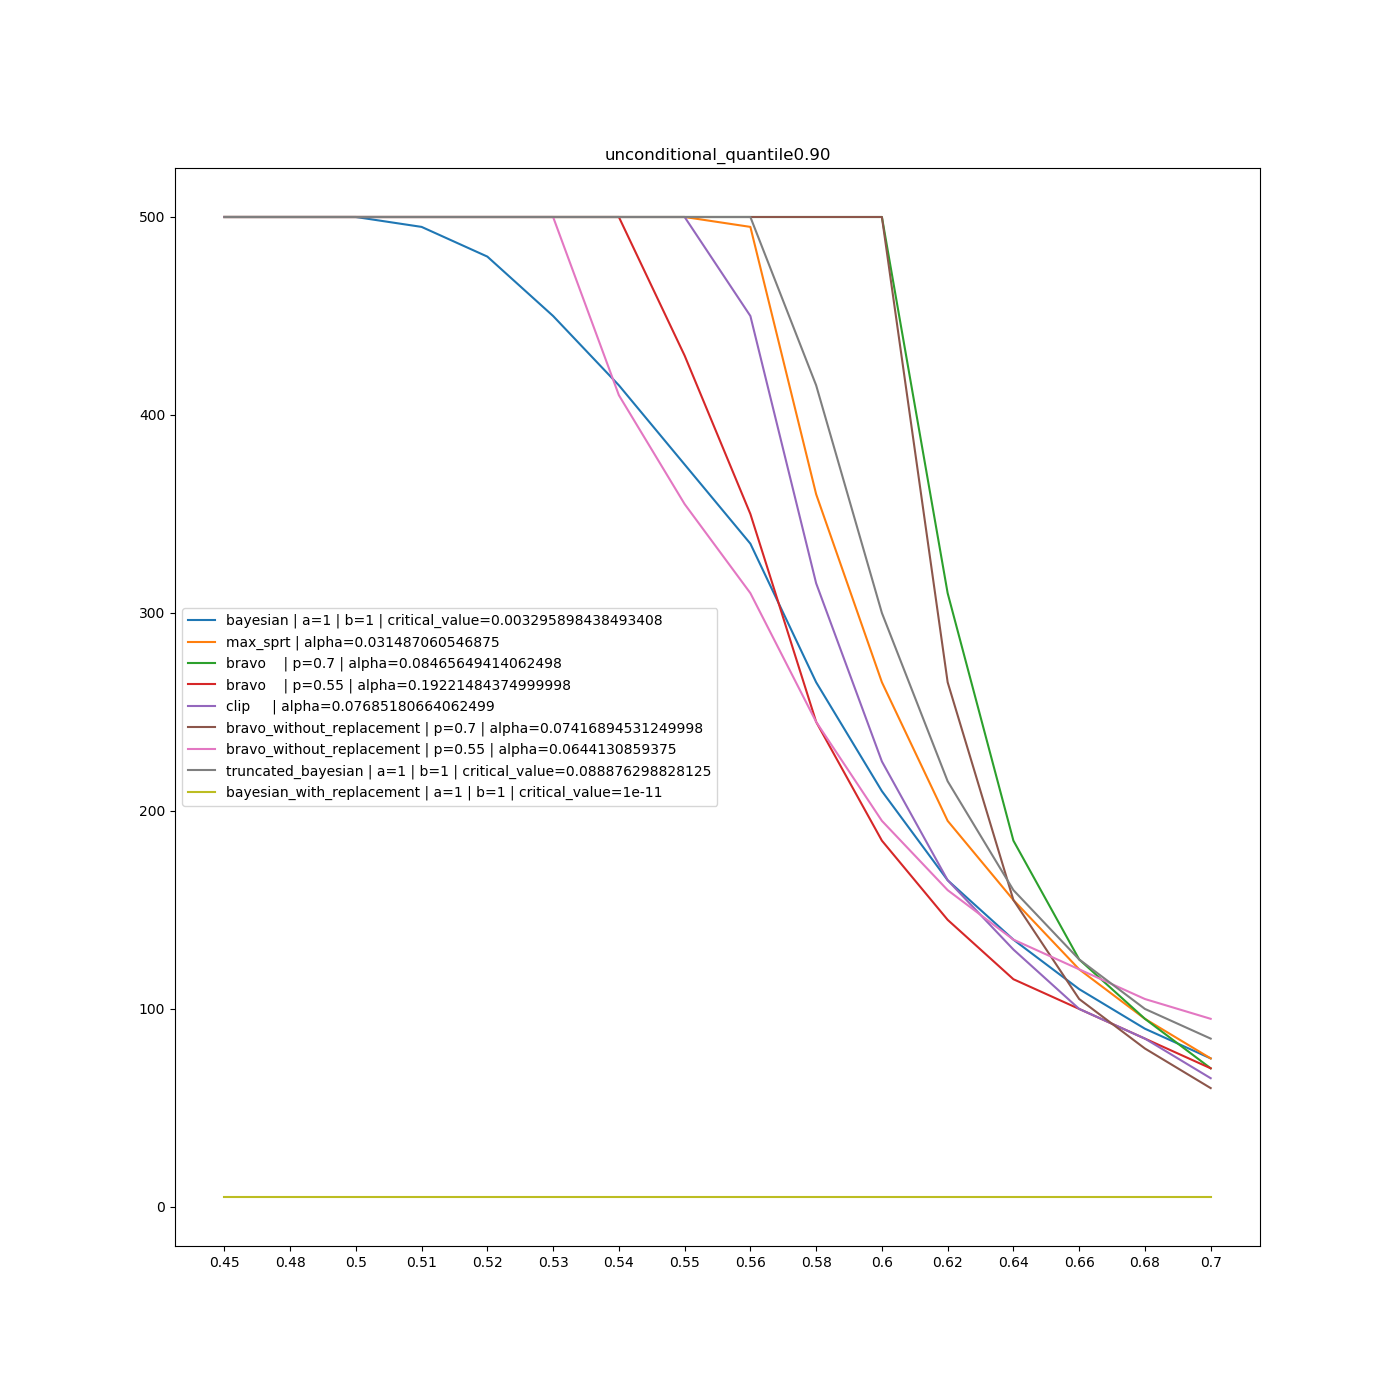 unconditional_quantile0.90
500
400
300
200
100
0
bayesian | a=1 | b=1 | critical_value=0.003295898438493408
max_sprt | alpha=0.031487060546875
bravo    | p=0.7 | alpha=0.08465649414062498
bravo    | p=0.55 | alpha=0.19221484374999998
clip     | alpha=0.07685180664062499
bravo_without_replacement | p=0.7 | alpha=0.07416894531249998
bravo_without_replacement | p=0.55 | alpha=0.0644130859375
truncated_bayesian | a=1 | b=1 | critical_value=0.088876298828125
bayesian_with_replacement | a=1 | b=1 | critical_value=1e-11
0.45 0.48 0.5 0.51 0.52 0.53 0.54 0.55 0.56 0.58 0.6 0.62 0.64 0.66 0.68 0.7